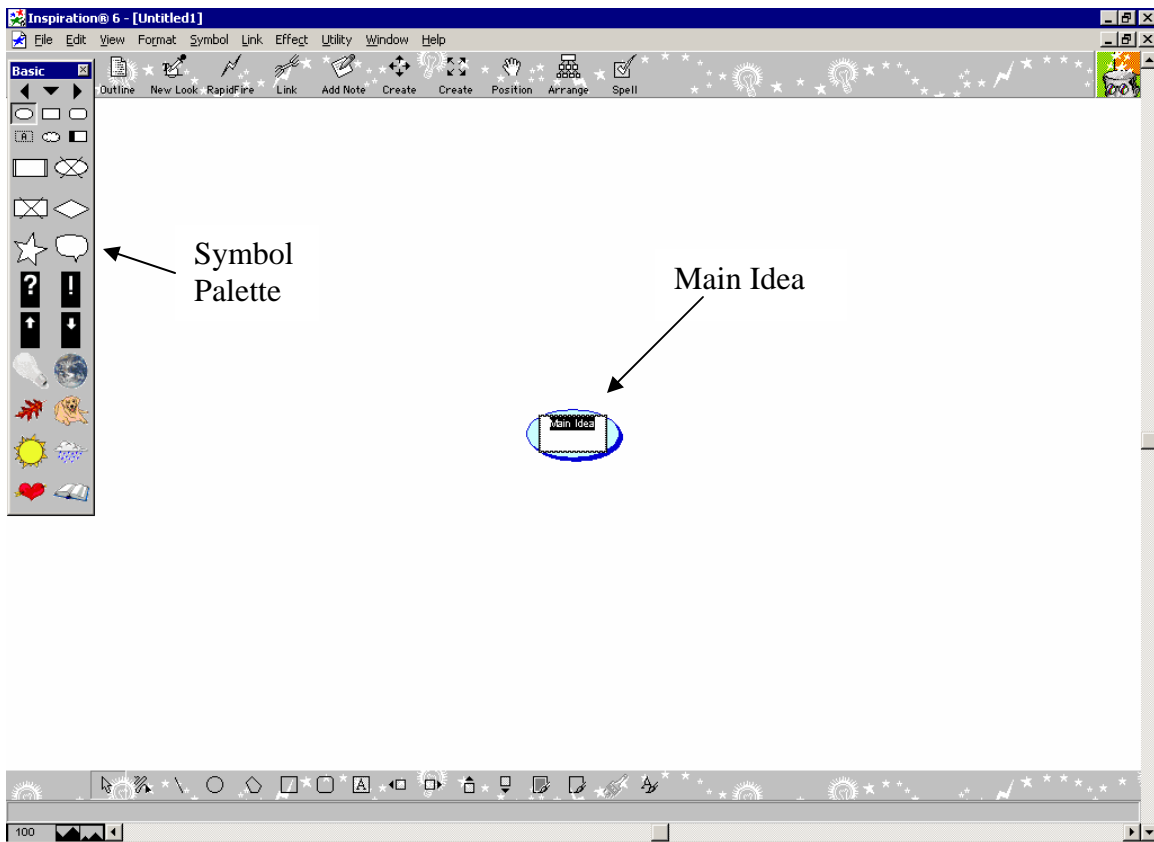 Inspiration® 6 - [Untitled1]
File Edit View Format Symbol Link Effect Utility Window Help
Basic
Outline New Look RapidFire Link Add Note Create Create Position Arrange Spell
A
Symbol
Palette
Main Idea
? !
Main Idea
A
A
100